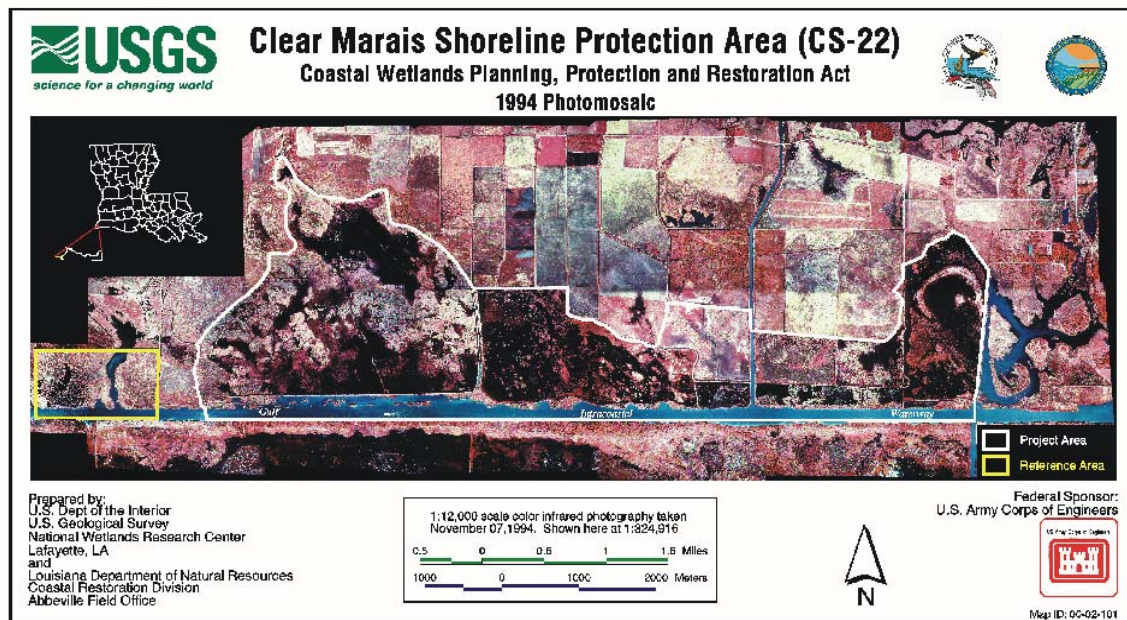 USGS
science for a changing world
Clear Marais Shoreline Protection Area (CS-22)
Coastal Wetlands Planning, Protection and Restoration Act
1994 Photomosaic
Gulf
Intracoastal
Waterway
Project Area
Reference Area
Prepared by:
U.S. Dept of the Interior
U.S. Geological Survey
National Wetlands Research Center
Lafayette, LA
and
Louisiana Department of Natural Resources
Coastal Restoration Division
Abbeville Field Office
1:12,000 scale color infrared photography taken
November 07,1994. Shown here at 1:324,916
0.5 0 0.5 1 1.5 Miles
1000 0 1000 2000 Meters
N
Federal Sponsor:
U.S. Army Corps of Engineers
US Army Corps of Engineers
Map ID: 00-02-101